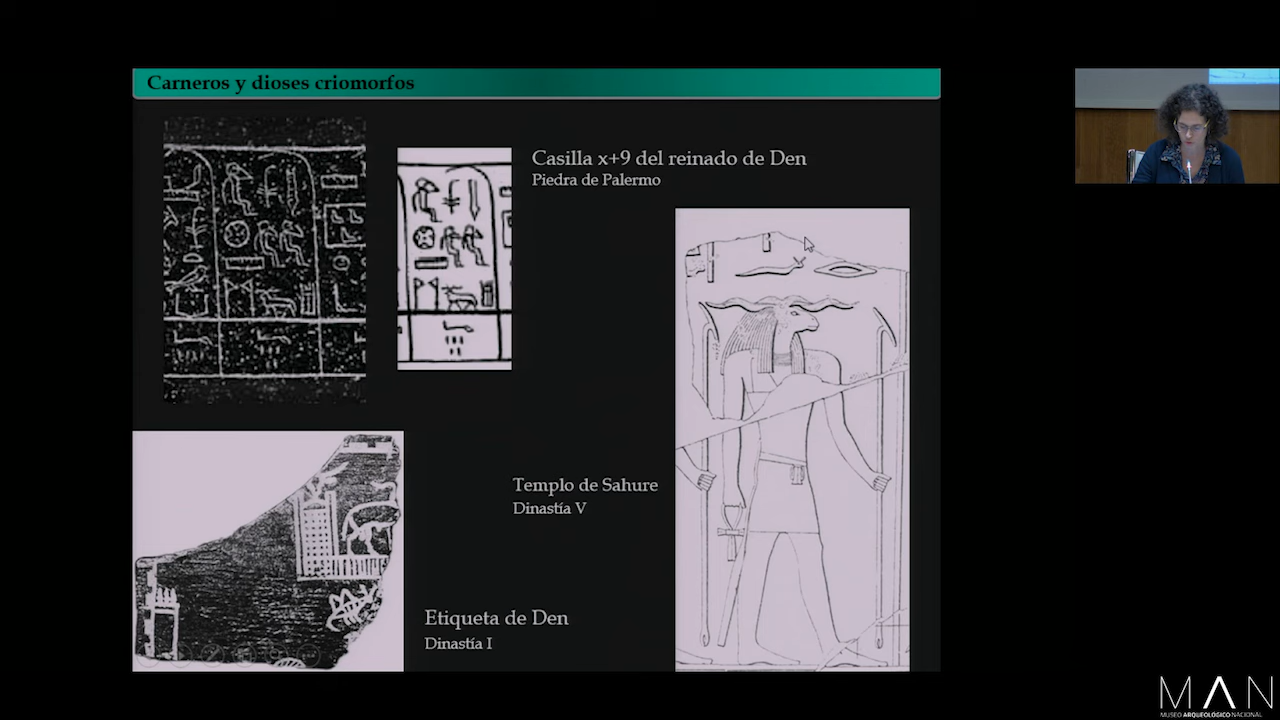 Carneros y dioses criomorfos
Casilla x+9 del reinado de Den
Piedra de Palermo
Templo de Sahure
Dinastía V
Etiqueta de Den
Dinastía I
MAN
MUSEO ARQUEOLÓGICO NACIONAL